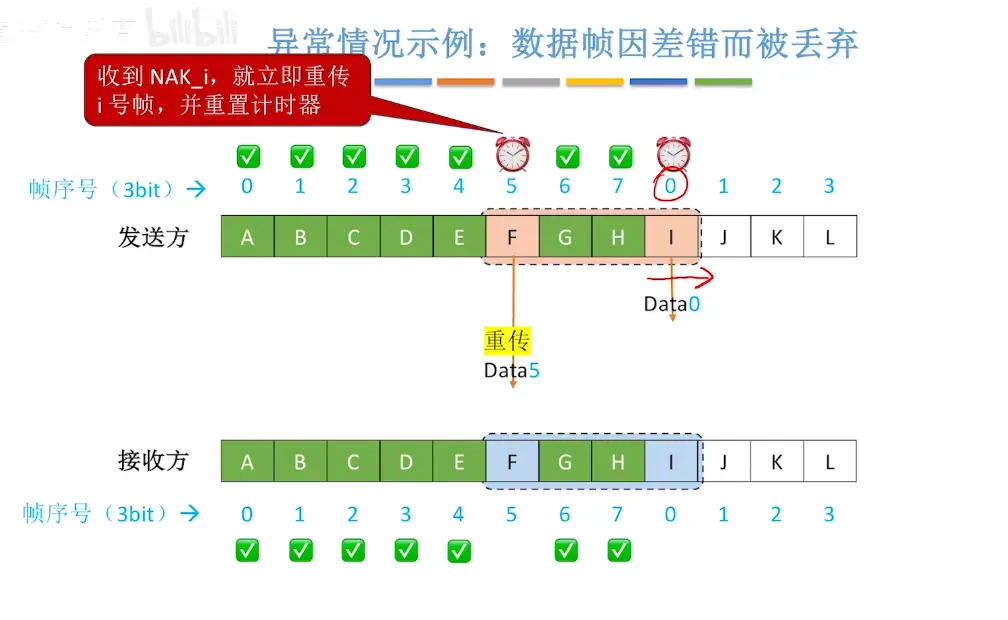 bilibili
异常情况示例：数据帧因差错而被丢弃
收到 NAK_i，就立即重传
i 号帧，并重置计时器
帧序号（3bit）→ 0 1 2 3 4 5 6 7 0 1 2 3
发送方 A B C D E F G H I J K L
Data0
重传
Data5
接收方 A B C D E F G H I J K L
帧序号（3bit）→ 0 1 2 3 4 5 6 7 0 1 2 3